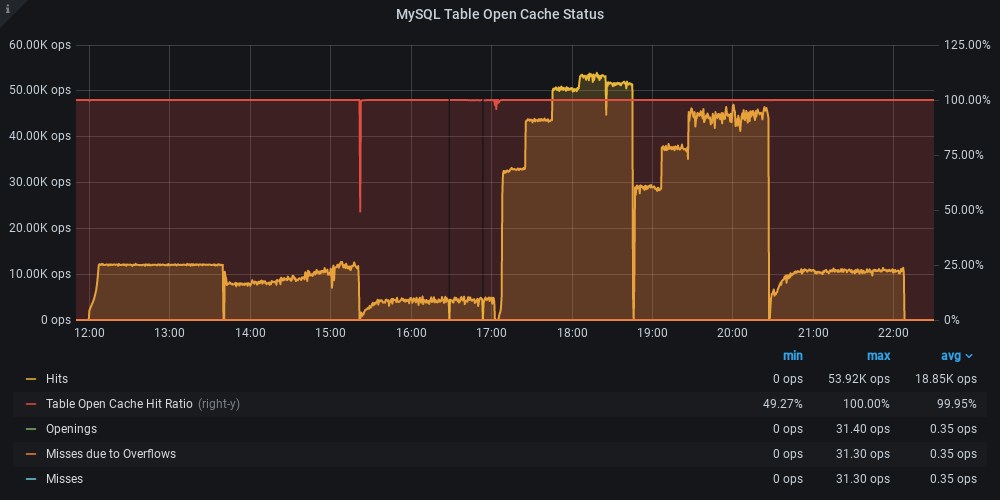 i
MySQL Table Open Cache Status
60.00K ops 125.00%
50.00K ops 100.00%
40.00K ops 75.00%
30.00K ops 50.00%
20.00K ops 25.00%
10.00K ops 0%
0 ops
12:00 13:00 14:00 15:00 16:00 17:00 18:00 19:00 20:00 21:00 22:00
min max avg
Hits 0 ops 53.92K ops 18.85K ops
Table Open Cache Hit Ratio (right-y) 49.27% 100.00% 99.95%
Openings 0 ops 31.40 ops 0.35 ops
Misses due to Overflows 0 ops 31.30 ops 0.35 ops
Misses 0 ops 31.30 ops 0.35 ops